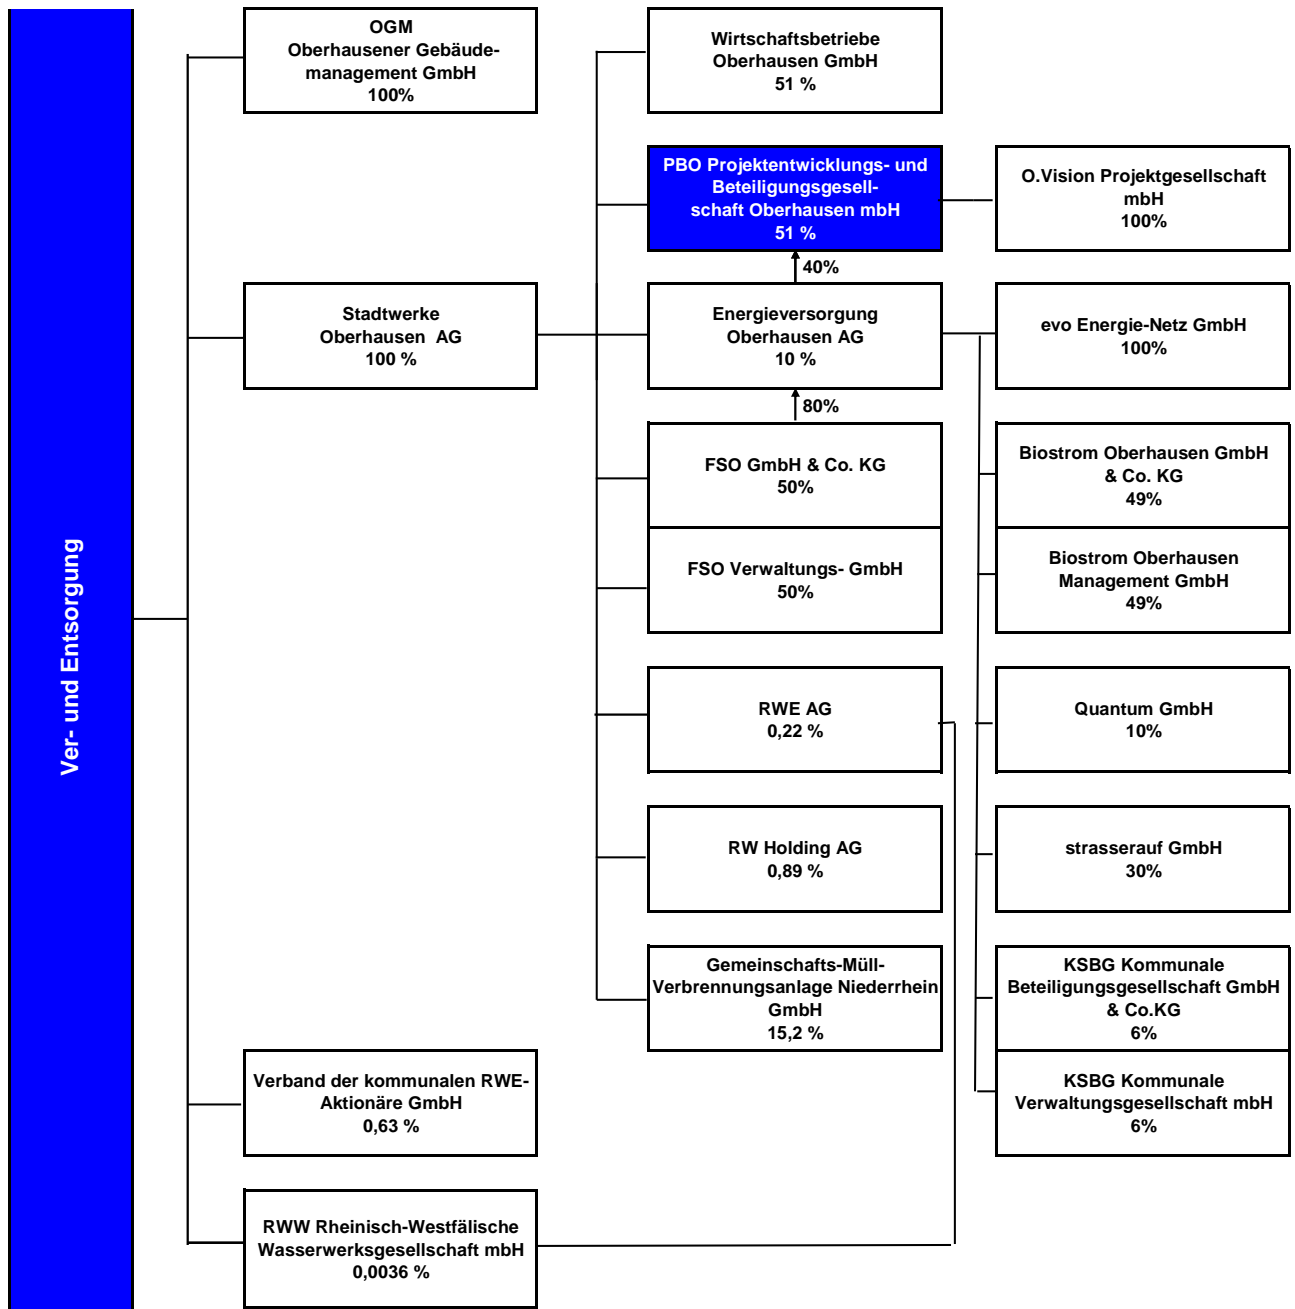 Ver- und Entsorgung
OGM
Oberhausener Gebäude-
management GmbH
100%
Stadtwerke
Oberhausen AG
100 %
Verband der kommunalen RWE-
Aktionäre GmbH
0,63 %
RWW Rheinisch-Westfälische
Wasserwerksgesellschaft mbH
0,0036 %
Wirtschaftsbetriebe
Oberhausen GmbH
51 %
PBO Projektentwicklungs- und
Beteiligungsgesell-
schaft Oberhausen mbH
51 %
40%
Energieversorgung
Oberhausen AG
10 %
80%
FSO GmbH & Co. KG
50%
FSO Verwaltungs- GmbH
50%
RWE AG
0,22 %
RW Holding AG
0,89 %
Gemeinschafts-Müll-
Verbrennungsanlage Niederrhein
GmbH
15,2 %
O.Vision Projektgesellschaft
mbH
100%
evo Energie-Netz GmbH
100%
Biostrom Oberhausen GmbH
& Co. KG
49%
Biostrom Oberhausen
Management GmbH
49%
Quantum GmbH
10%
strasserauf GmbH
30%
KSBG Kommunale
Beteiligungsgesellschaft GmbH
& Co.KG
6%
KSBG Kommunale
Verwaltungsgesellschaft mbH
6%